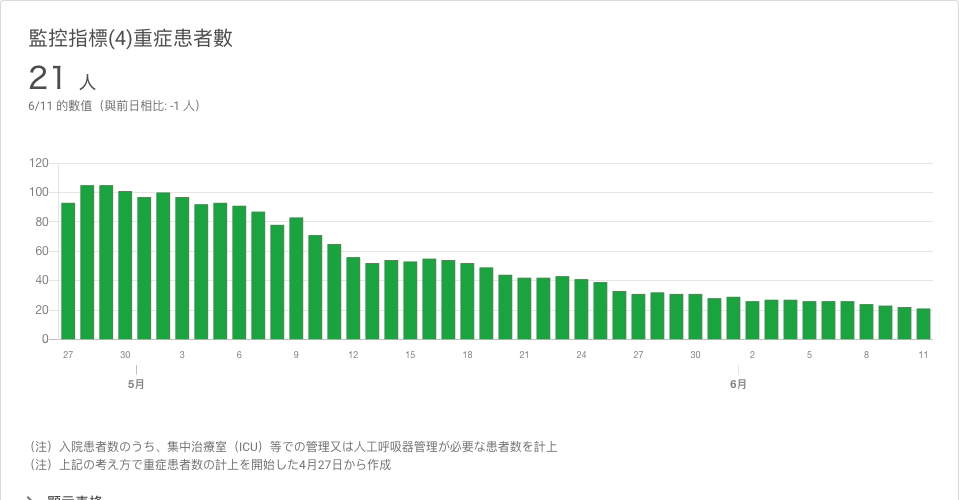 監控指標(4)重症患者數
21 人
6/11 的數值（與前日相比: -1 人）
120
100
80
60
40
20
0
27 30 3 6 9 12 15 18 21 24 27 30 2 5 8 11
5月 6月
（注）入院患者数のうち、集中治療室（ICU）等での管理又は人工呼吸器管理が必要な患者数を計上
（注）上記の考え方で重症患者数の計上を開始した4月27日から作成
顯示表格